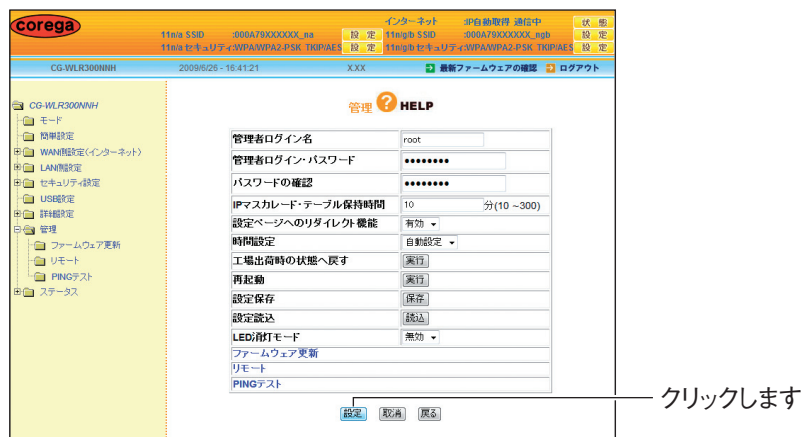 corega
インターネット :IP自動取得 通信中 状 態
11n/a SSID :000A79XXXXXX_na 設 定 11n/g/b SSID :000A79XXXXXX_ngb 設 定
11n/a セキュリティ:WPA/WPA2-PSK TKIP/AES 設 定 11n/g/b セキュリティ:WPA/WPA2-PSK TKIP/AES 設 定
CG-WLR300NNH 2009/6/26 - 16:41:21 X.XX 最新ファームウェアの確認 ログアウト
CG-WLR300NNH
モード
簡単設定
WAN側設定(インターネット)
LAN側設定
セキュリティ設定
USB設定
詳細設定
管理
ファームウェア更新
リモート
PINGテスト
ステータス
管理 ? HELP
管理者ログイン名 root
管理者ログイン・パスワード ●●●●●●●●
パスワードの確認 ●●●●●●●●
IPマスカレード・テーブル保持時間 10 分(10 ~300)
設定ページへのリダイレクト機能 有効
時間設定 自動設定
工場出荷時の状態へ戻す 実行
再起動 実行
設定保存 保存
設定読込 読込
LED消灯モード 無効
ファームウェア更新
リモート
PINGテスト
設定 取消 戻る
クリックします